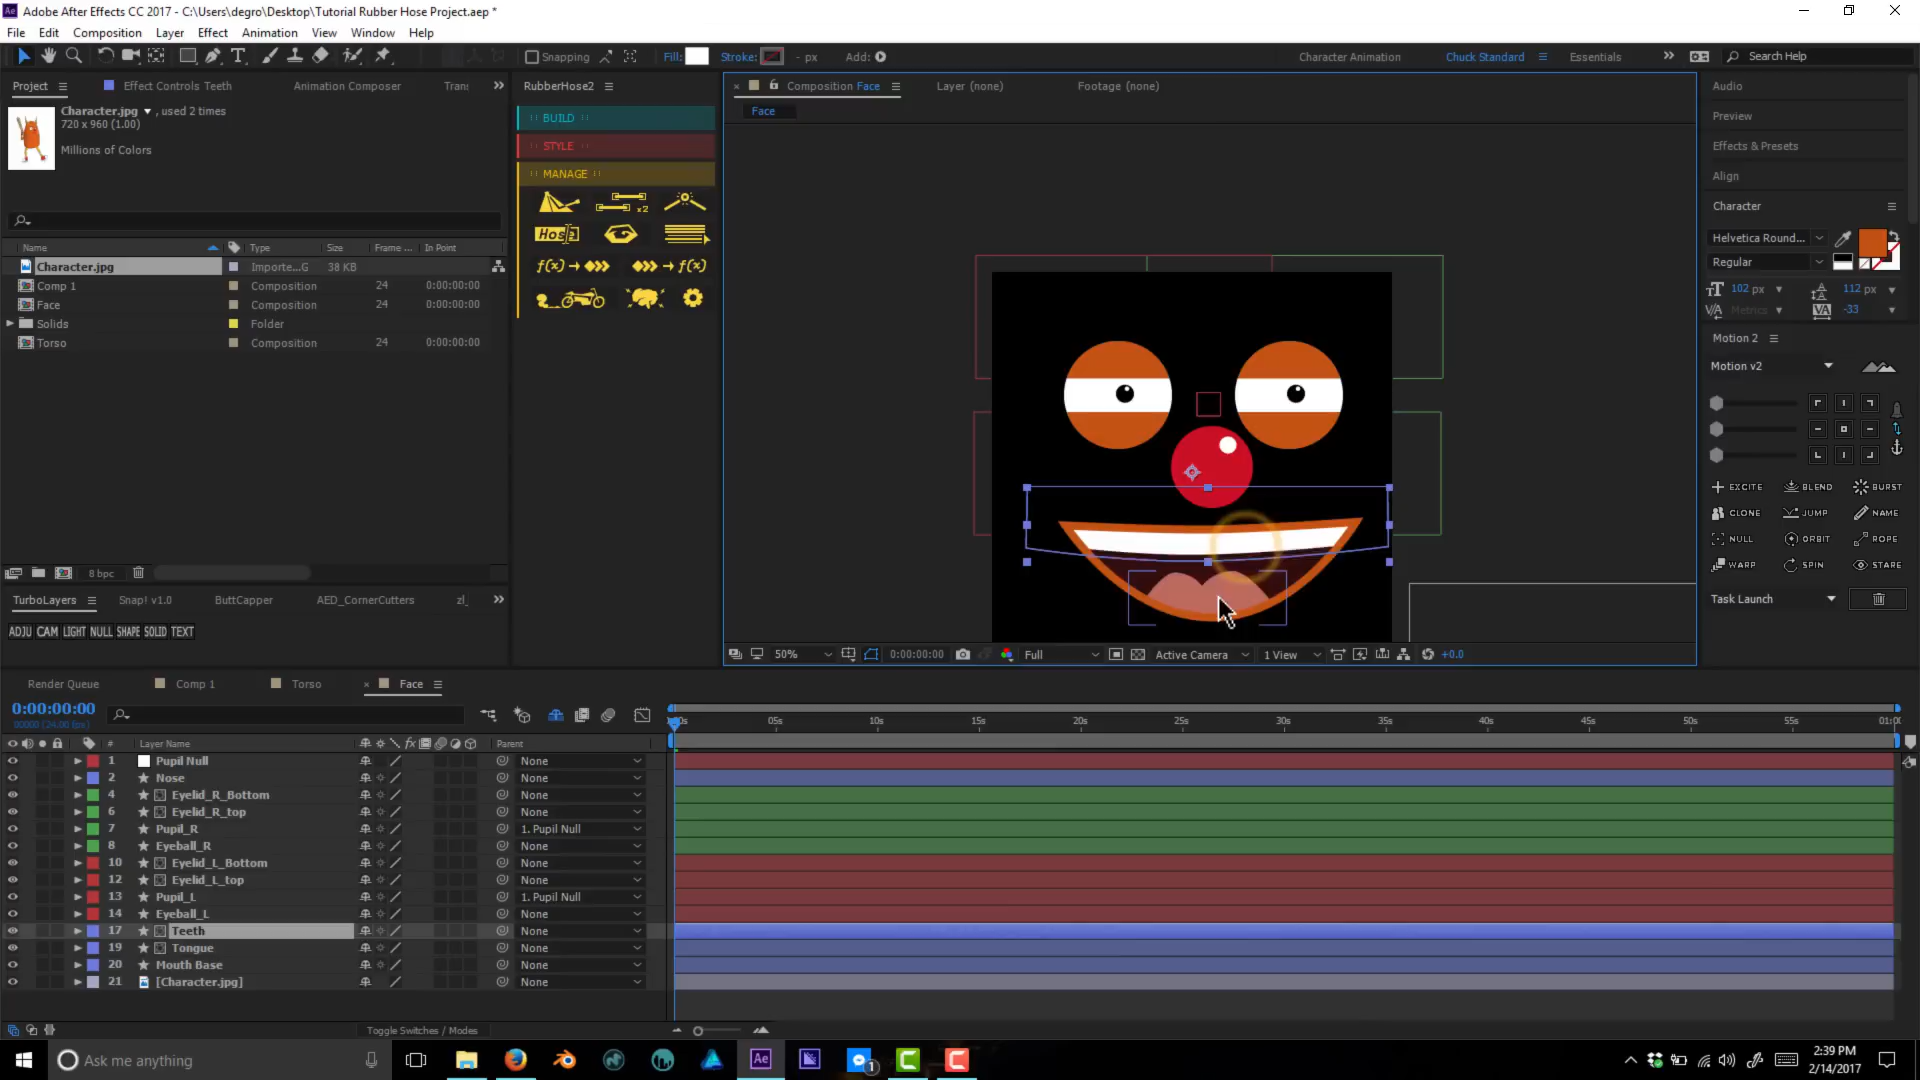 Adobe After Effects CC 2017 - C:\Users\degro\Desktop\Tutorial Rubber Hose Project.aep *
File Edit Composition Layer Effect Animation View Window Help
Snapping Fill: Stroke: - px Add: Character Animation Chuck Standard Essentials Search Help
Project Effect Controls Teeth Animation Composer RubberHose2 Composition Face Layer (none) Footage (none) Audio
Character.jpg , used 2 times
720 x 960 (1.00)
Millions of Colors
BUILD
STYLE
MANAGE
x2
Face
Preview
Effects & Presets
Align
Character
Helvetica Round...
Regular
102 px 112 px
Metrics -33
Name Type Size Frame ... In Point
Character.jpg Importe...G 38 KB
Comp 1 Composition 24 0:00:00:00
Face Composition 24 0:00:00:00
Solids Folder
Torso Composition 24 0:00:00:00
f(x) f(x)
Motion 2
Motion v2
EXCITE BLEND BURST
CLONE JUMP NAME
NULL ORBIT ROPE
WARP SPIN STARE
Task Launch
8 bpc
TurboLayers Snap! v1.0 ButtCapper AED_CornerCutters zl_
ADJU CAM LIGHT NULL SHAPE SOLID TEXT
50% 0:00:00:00 Full Active Camera 1 View +0.0
Render Queue Comp 1 Torso Face
0:00:00:00
00000 (24.00 fps)
05s 10s 15s 20s 25s 30s 35s 40s 45s 50s 55s
# Layer Name fx Parent
1 Pupil Null None
2 Nose None
4 Eyelid_R_Bottom None
6 Eyelid_R_top None
7 Pupil_R 1. Pupil Null
8 Eyeball_R None
10 Eyelid_L_Bottom None
12 Eyelid_L_top None
13 Pupil_L 1. Pupil Null
14 Eyeball_L None
17 Teeth None
19 Tongue None
20 Mouth Base None
21 [Character.jpg] None
Toggle Switches / Modes
Ask me anything Ae 1 2:39 PM
2/14/2017